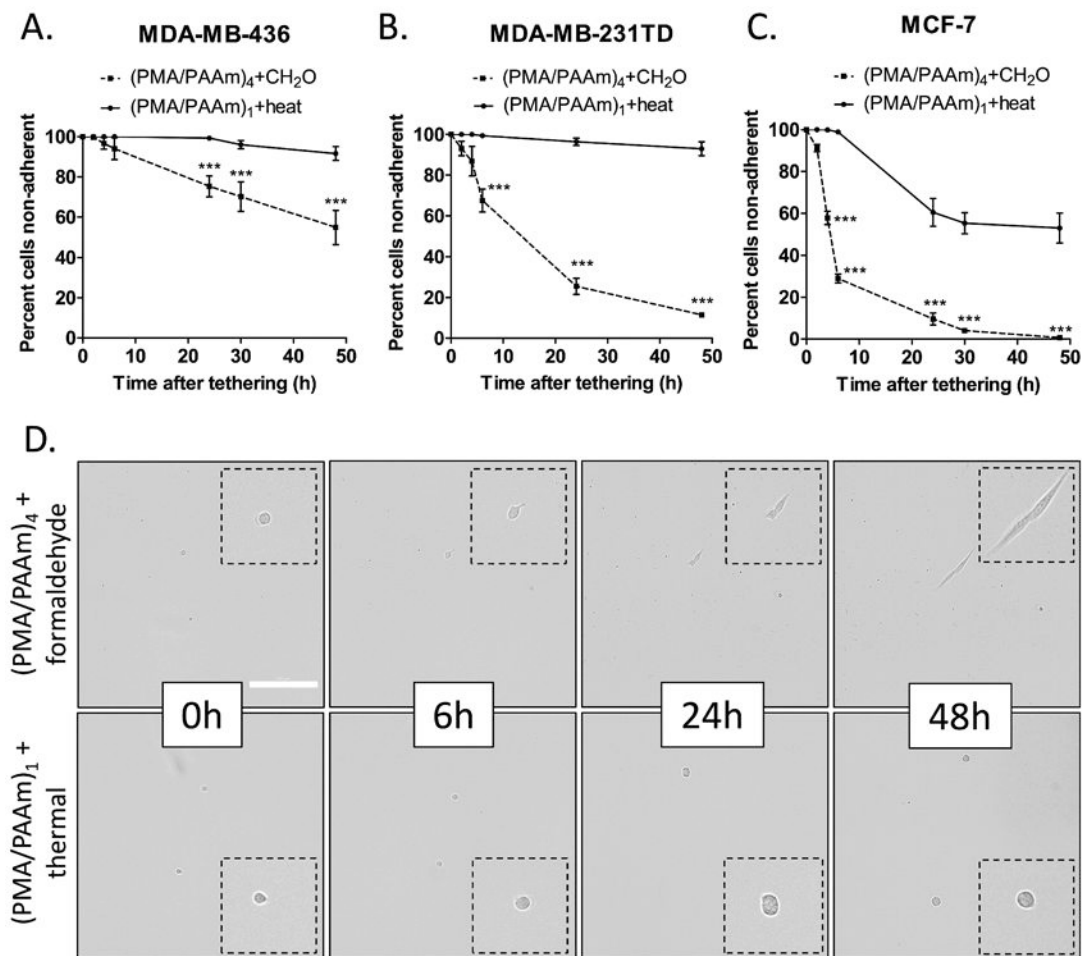 A.
MDA-MB-436
(PMA/PAAm)₄+CH₂O
(PMA/PAAm)₁+heat
Percent cells non-adherent
100
80
60
40
20
0
***
***
***
0 10 20 30 40 50
Time after tethering (h)
B.
MDA-MB-231TD
(PMA/PAAm)₄+CH₂O
(PMA/PAAm)₁+heat
Percent cells non-adherent
100
80
60
40
20
0
***
***
***
0 10 20 30 40 50
Time after tethering (h)
C.
MCF-7
(PMA/PAAm)₄+CH₂O
(PMA/PAAm)₁+heat
Percent cells non-adherent
100
80
60
40
20
0
***
***
***
***
***
0 10 20 30 40 50
Time after tethering (h)
D.
(PMA/PAAm)₄ +
formaldehyde
0h
6h
24h
48h
(PMA/PAAm)₁ +
thermal